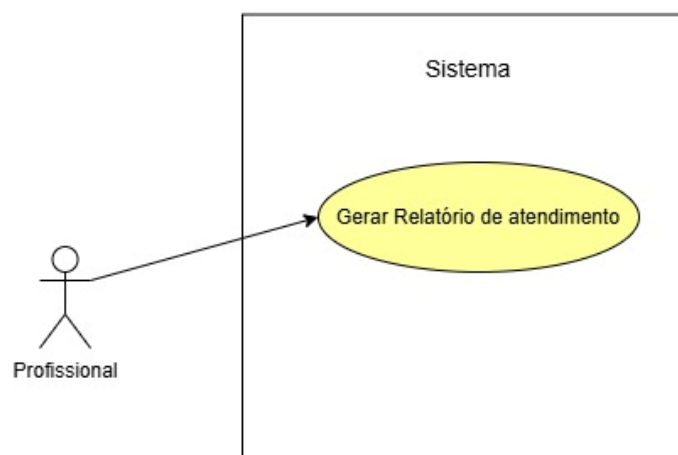 Sistema
Gerar Relatório de atendimento
Profissional